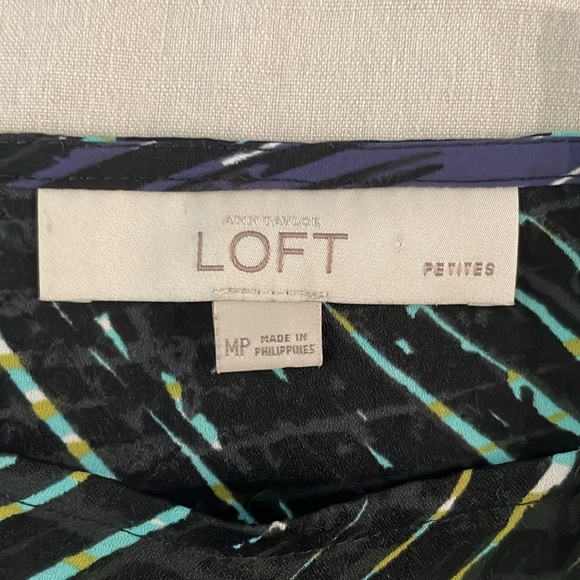 ANN TAYLOR
LOFT
PETITES
MP
MADE IN
PHILIPPINES